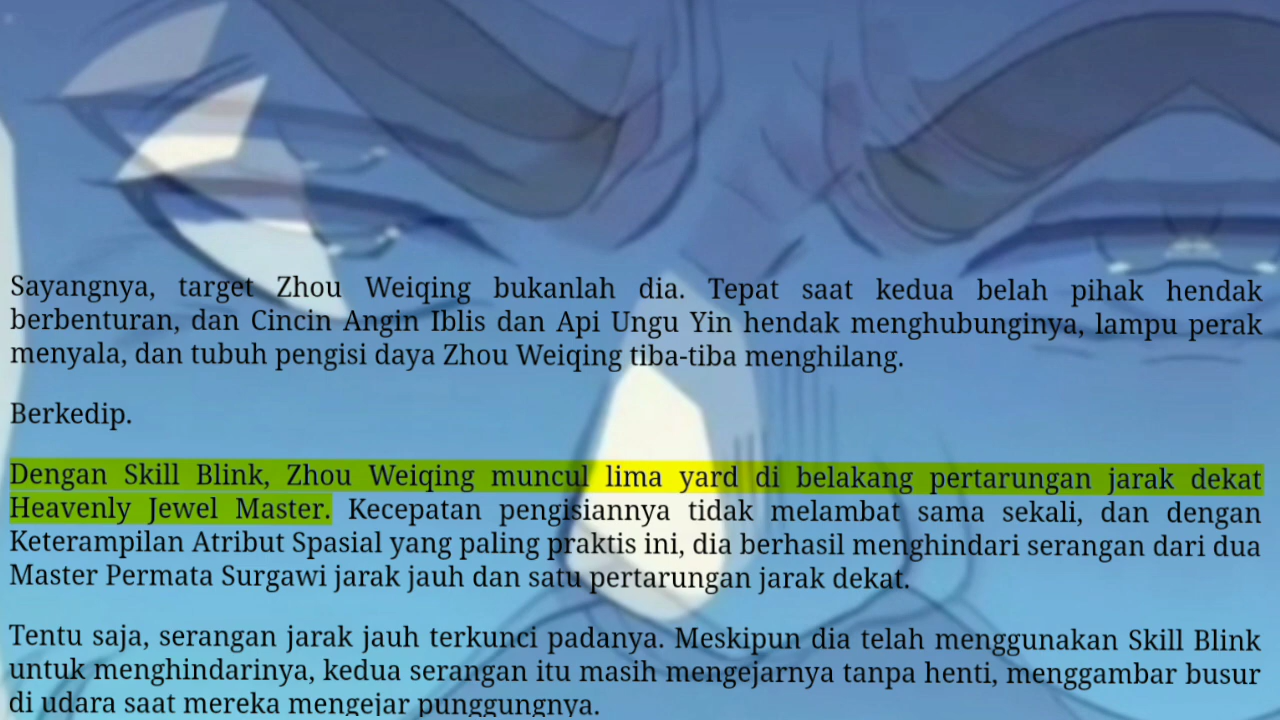 Sayangnya, target Zhou Weiqing bukanlah dia. Tepat saat kedua belah pihak hendak
berbenturan, dan Cincin Angin Iblis dan Api Ungu Yin hendak menghubunginya, lampu perak
menyala, dan tubuh pengisi daya Zhou Weiqing tiba-tiba menghilang.
Berkedip.
Dengan Skill Blink, Zhou Weiqing muncul lima yard di belakang pertarungan jarak dekat
Heavenly Jewel Master. Kecepatan pengisiannya tidak melambat sama sekali, dan dengan
Keterampilan Atribut Spasial yang paling praktis ini, dia berhasil menghindari serangan dari dua
Master Permata Surgawi jarak jauh dan satu pertarungan jarak dekat.
Tentu saja, serangan jarak jauh terkunci padanya. Meskipun dia telah menggunakan Skill Blink
untuk menghindarinya, kedua serangan itu masih mengejarnya tanpa henti, menggambar busur
di udara saat mereka mengejar punggungnya.